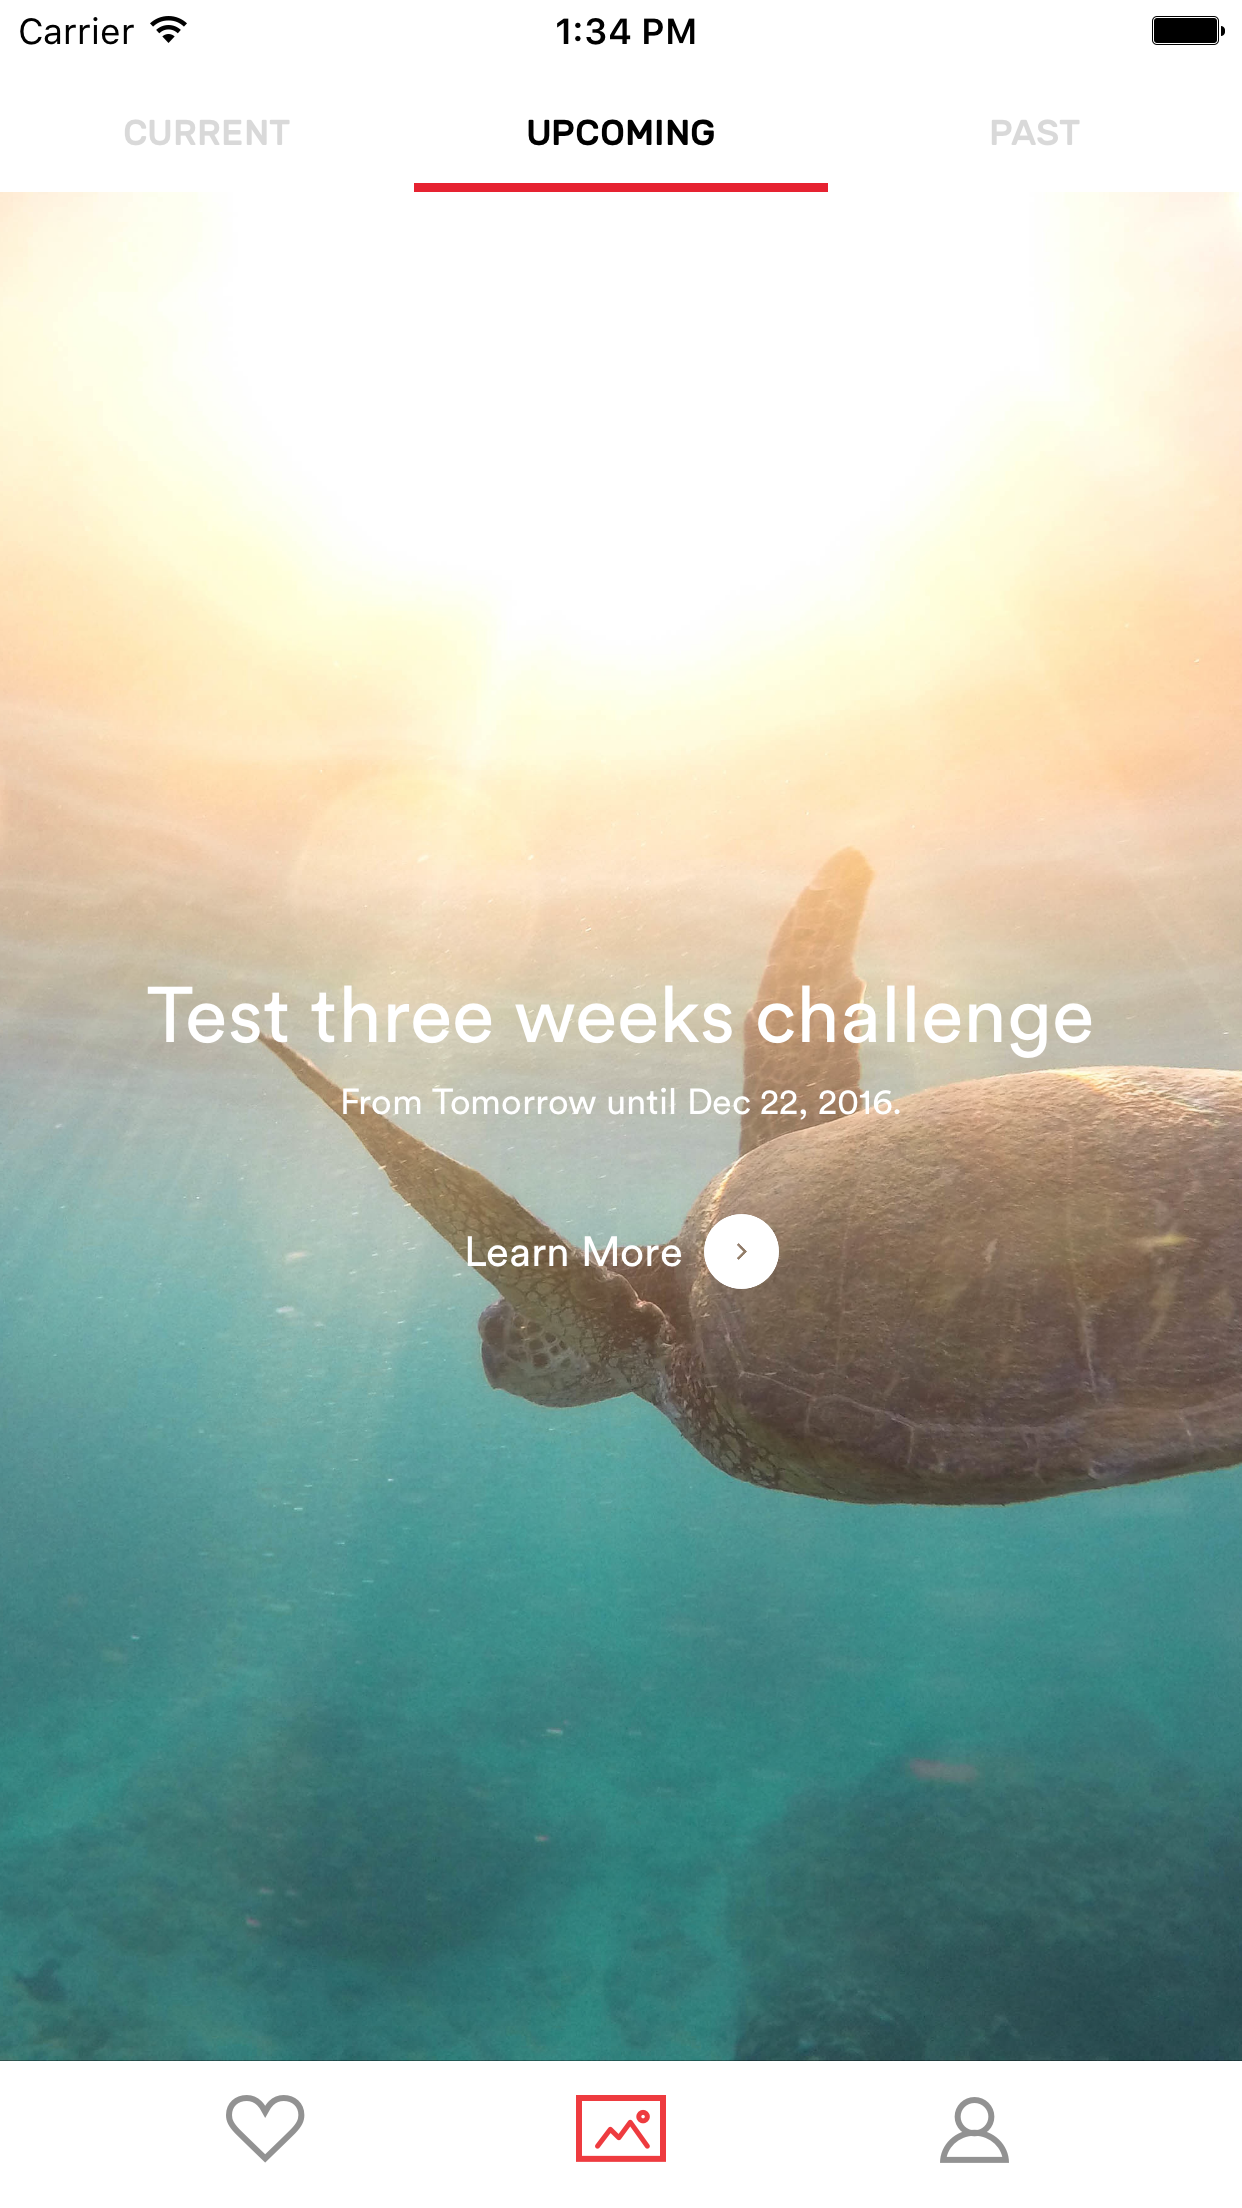 Carrier 1:34 PM
CURRENT UPCOMING PAST
Test three weeks challenge
From Tomorrow until Dec 22, 2016.
Learn More